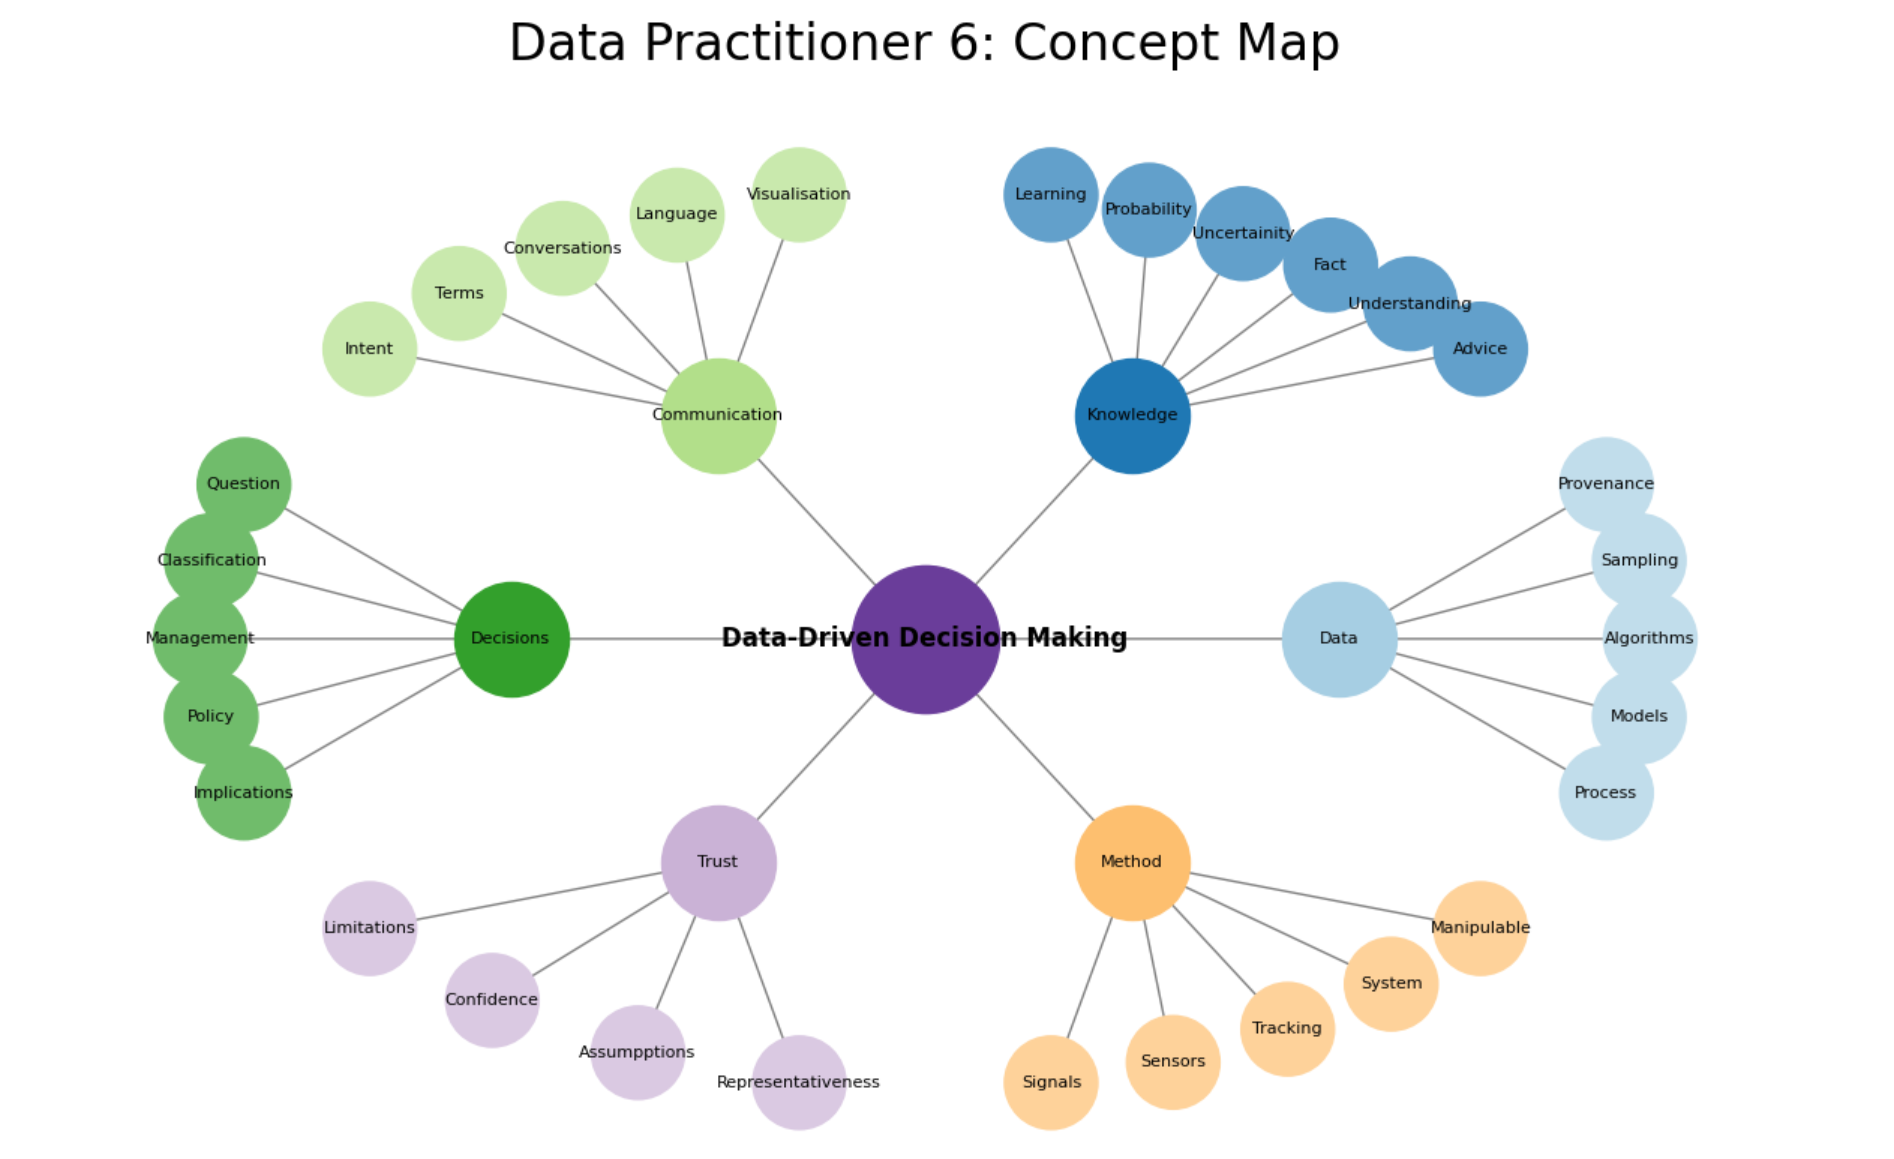 Data Practitioner 6: Concept Map
Visualisation
Language
Conversations
Terms
Intent
Communication
Learning
Probability
Uncertainity
Fact
Understanding
Advice
Knowledge
Question
Classification
Management
Policy
Implications
Decisions
Data-Driven Decision Making
Data
Provenance
Sampling
Algorithms
Models
Process
Trust
Limitations
Confidence
Assumpptions
Representativeness
Method
Manipulable
System
Tracking
Sensors
Signals